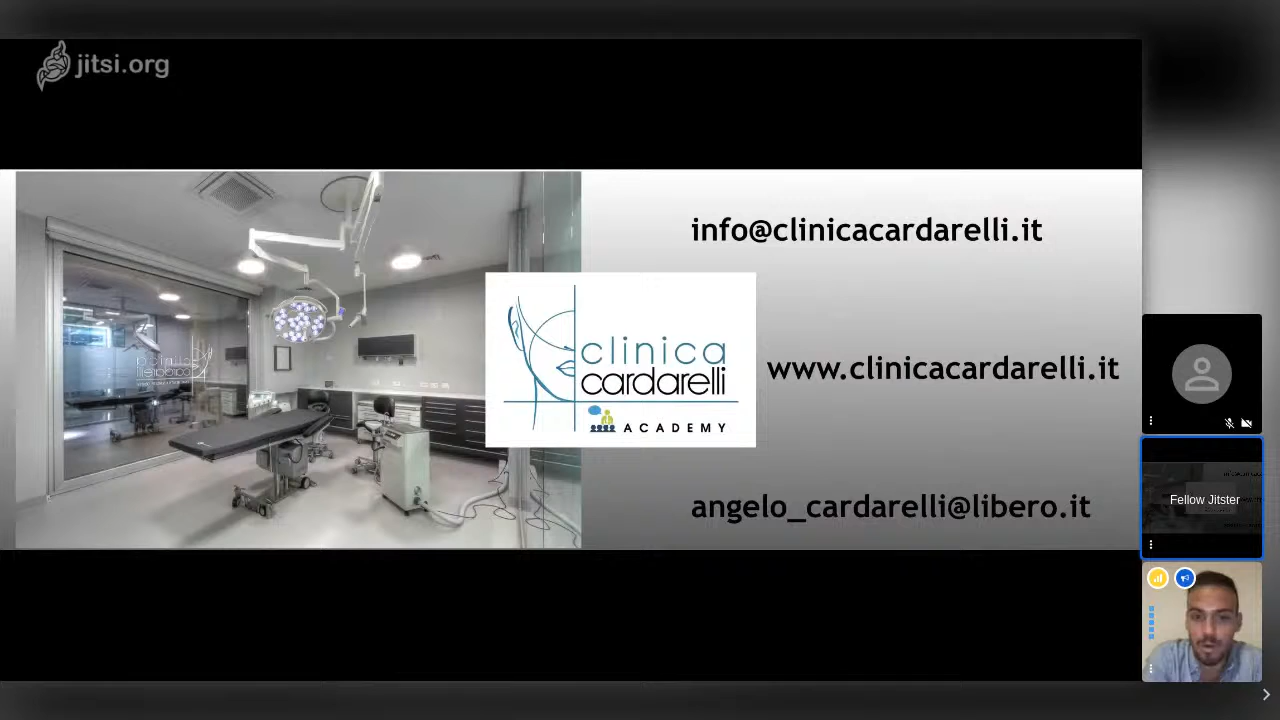 jitsi.org
info@clinicacardarelli.it
clinica
cardarelli
ACADEMY
www.clinicacardarelli.it
angelo_cardarelli@libero.it
Fellow Jitster